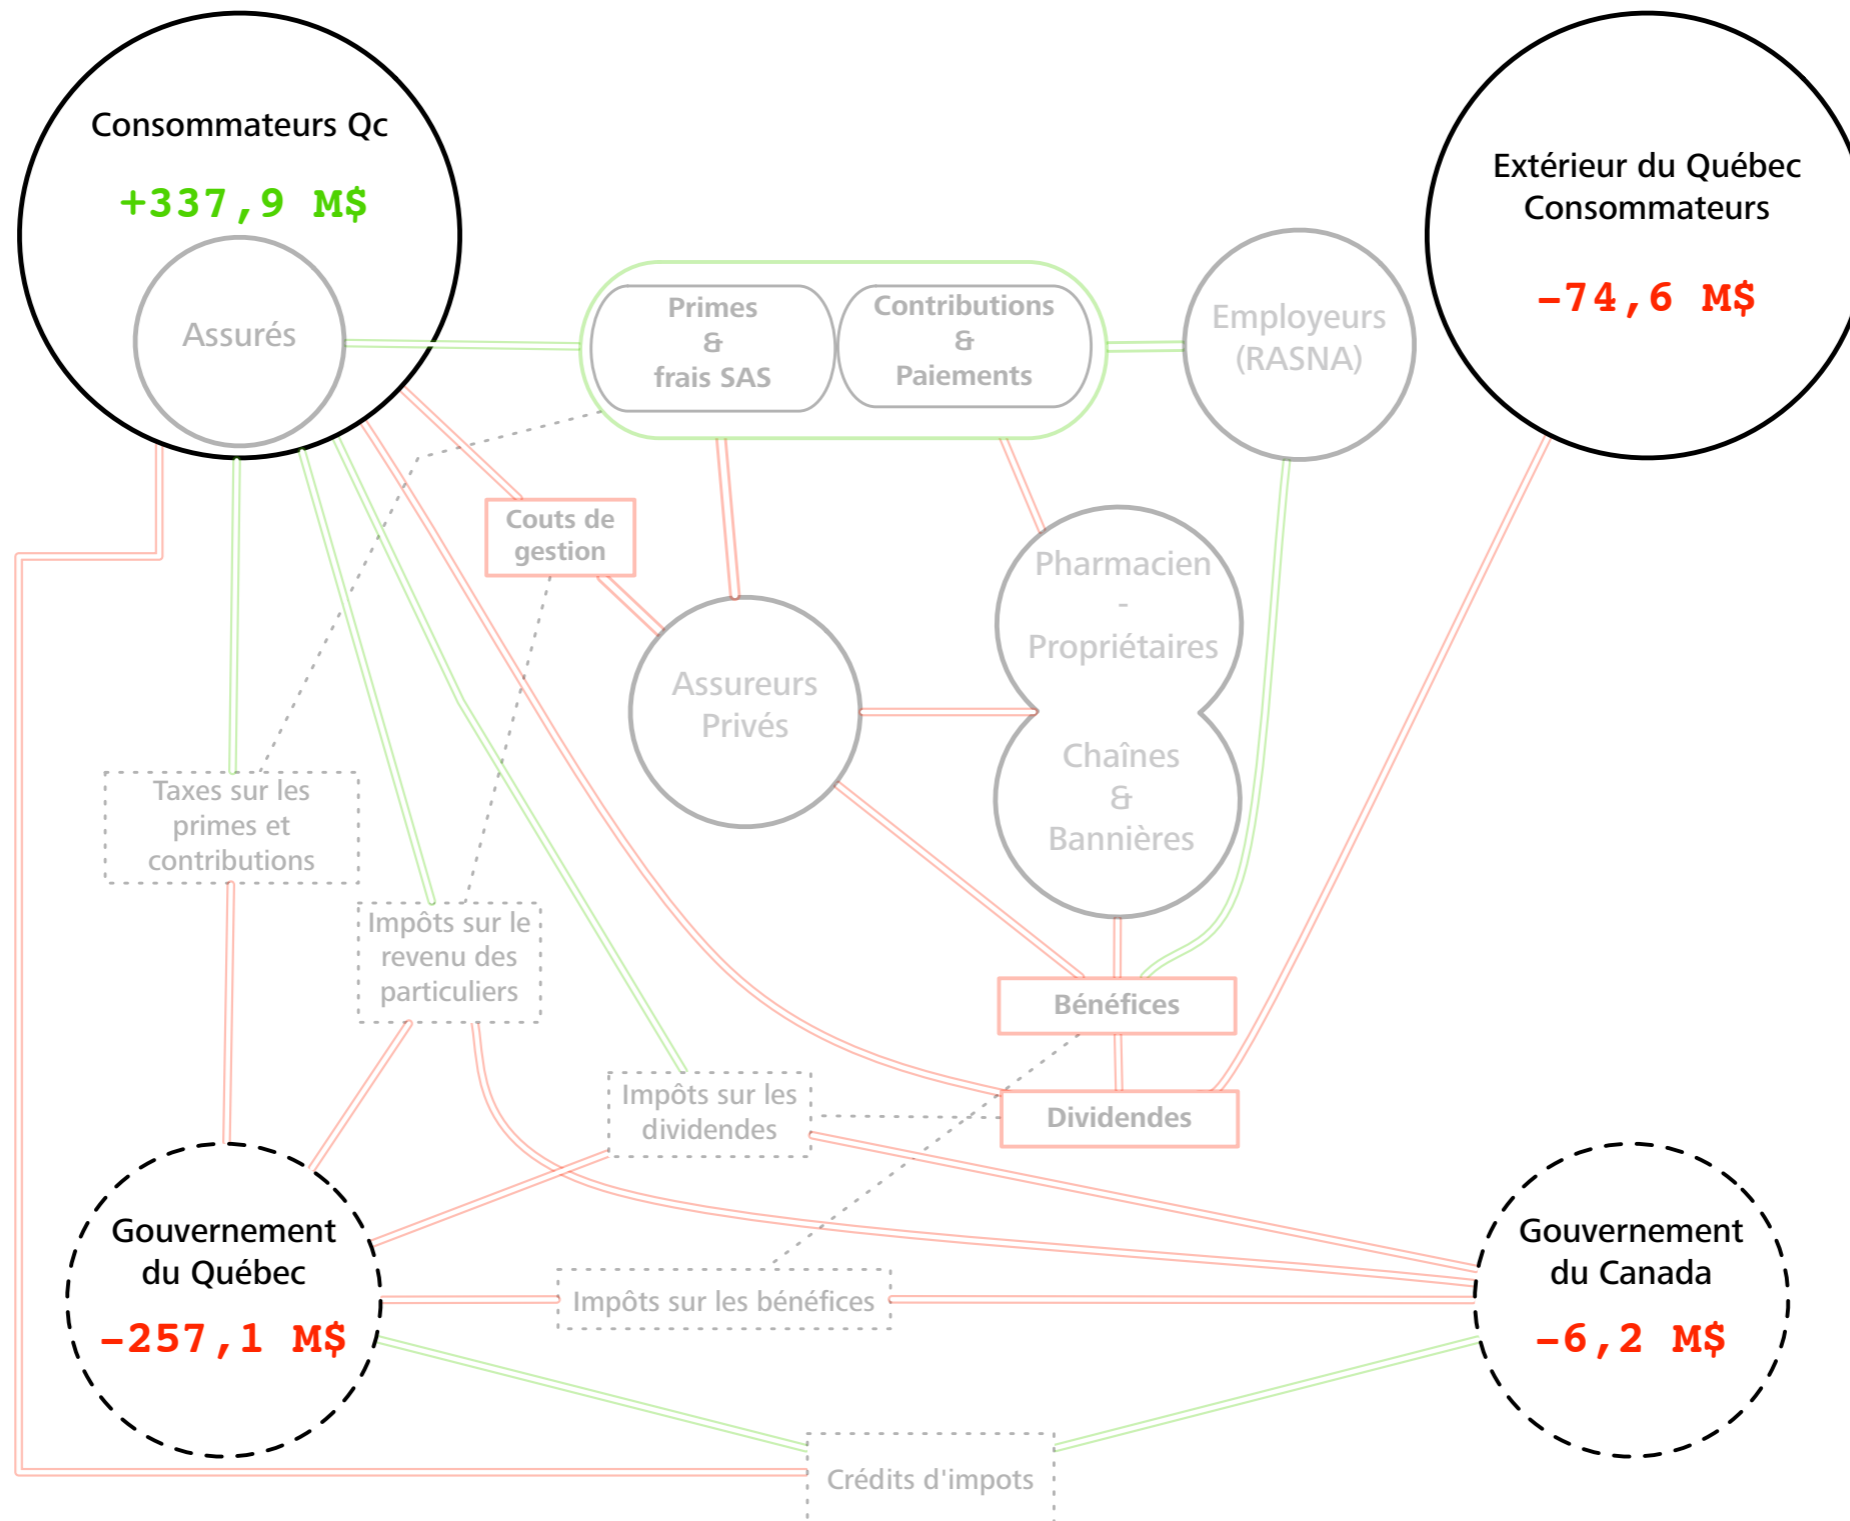 Consommateurs Qc
+337,9 M$
Assurés
Extérieur du Québec
Consommateurs
-74,6 M$
Primes
&
frais SAS
Contributions
&
Paiements
Employeurs
(RASNA)
Couts de
gestion
Pharmacien
-
Propriétaires
Assureurs
Privés
Chaînes
&
Bannières
Taxes sur les
primes et
contributions
Impôts sur le
revenu des
particuliers
Bénéfices
Impôts sur les
dividendes
Dividendes
Gouvernement
du Québec
-257,1 M$
Impôts sur les bénéfices
Gouvernement
du Canada
-6,2 M$
Crédits d'impots